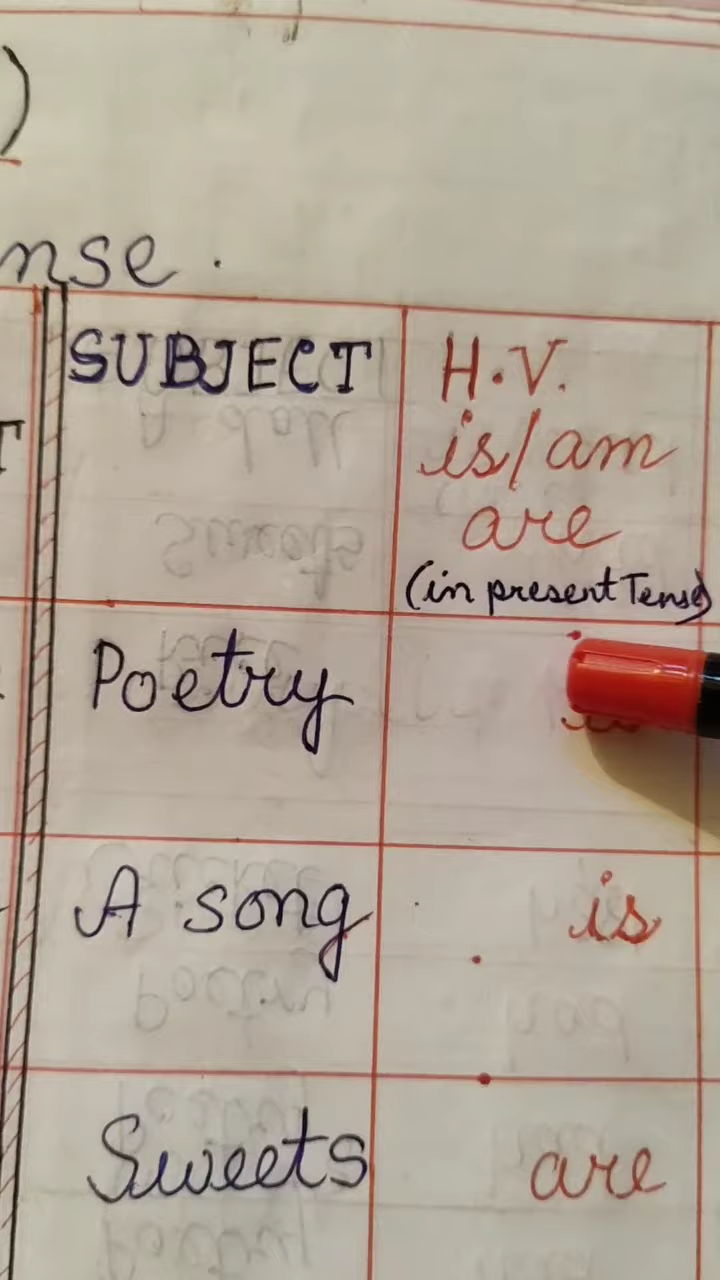 )
nse.
SUBJECT
H.V.
is/am
are
(in present Tense)
Poetry
A song
is
Sweets
are